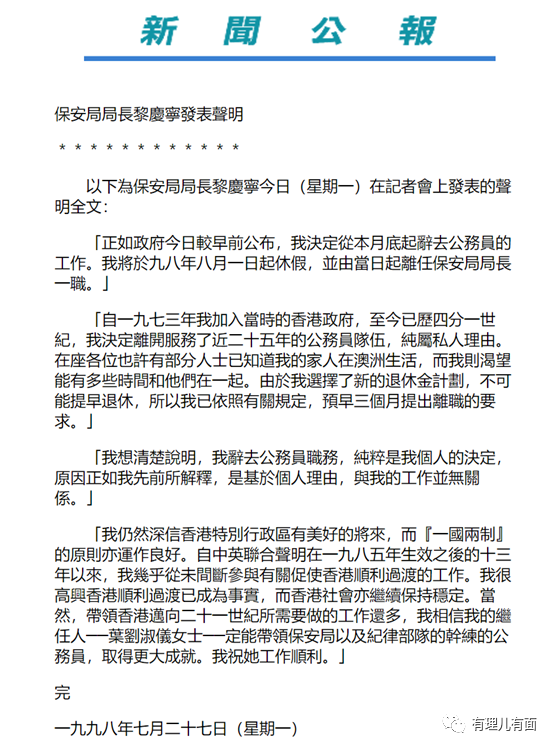 新聞公報
保安局局長黎慶寧發表聲明
＊＊＊＊＊＊＊＊＊＊＊＊
以下為保安局局長黎慶寧今日（星期一）在記者會上發表的聲
明全文：
「正如政府今日較早前公布，我決定從本月底起辭去公務員的
工作。我將於九八年八月一日起休假，並由當日起離任保安局局長
一職。」
「自一九七三年我加入當時的香港政府，至今已歷四分一世
紀，我決定離開服務了近二十五年的公務員隊伍，純屬私人理由。
在座各位也許有部分人士已知道我的家人在澳洲生活，而我則渴望
能有多些時間和他們在一起。由於我選擇了新的退休金計劃，不可
能提早退休，所以我已依照有關規定，預早三個月提出離職的要
求。」
「我想清楚說明，我辭去公務員職務，純粹是我個人的決定，
原因正如我先前所解釋，是基於個人理由，與我的工作並無關
係。」
「我仍然深信香港特別行政區有美好的將來，而『一國兩制』
的原則亦運作良好。自中英聯合聲明在一九八五年生效之後的十三
年以來，我幾乎從未間斷參與有關促使香港順利過渡的工作。我很
高興香港順利過渡已成為事實，而香港社會亦繼續保持穩定。當
然，帶領香港邁向二十一世紀所需要做的工作還多，我相信我的繼
任人──葉劉淑儀女士──定能帶領保安局以及紀律部隊的幹練的公
務員，取得更大成就。我祝她工作順利。」
完
一九九八年七月二十七日（星期一）
有理儿有面